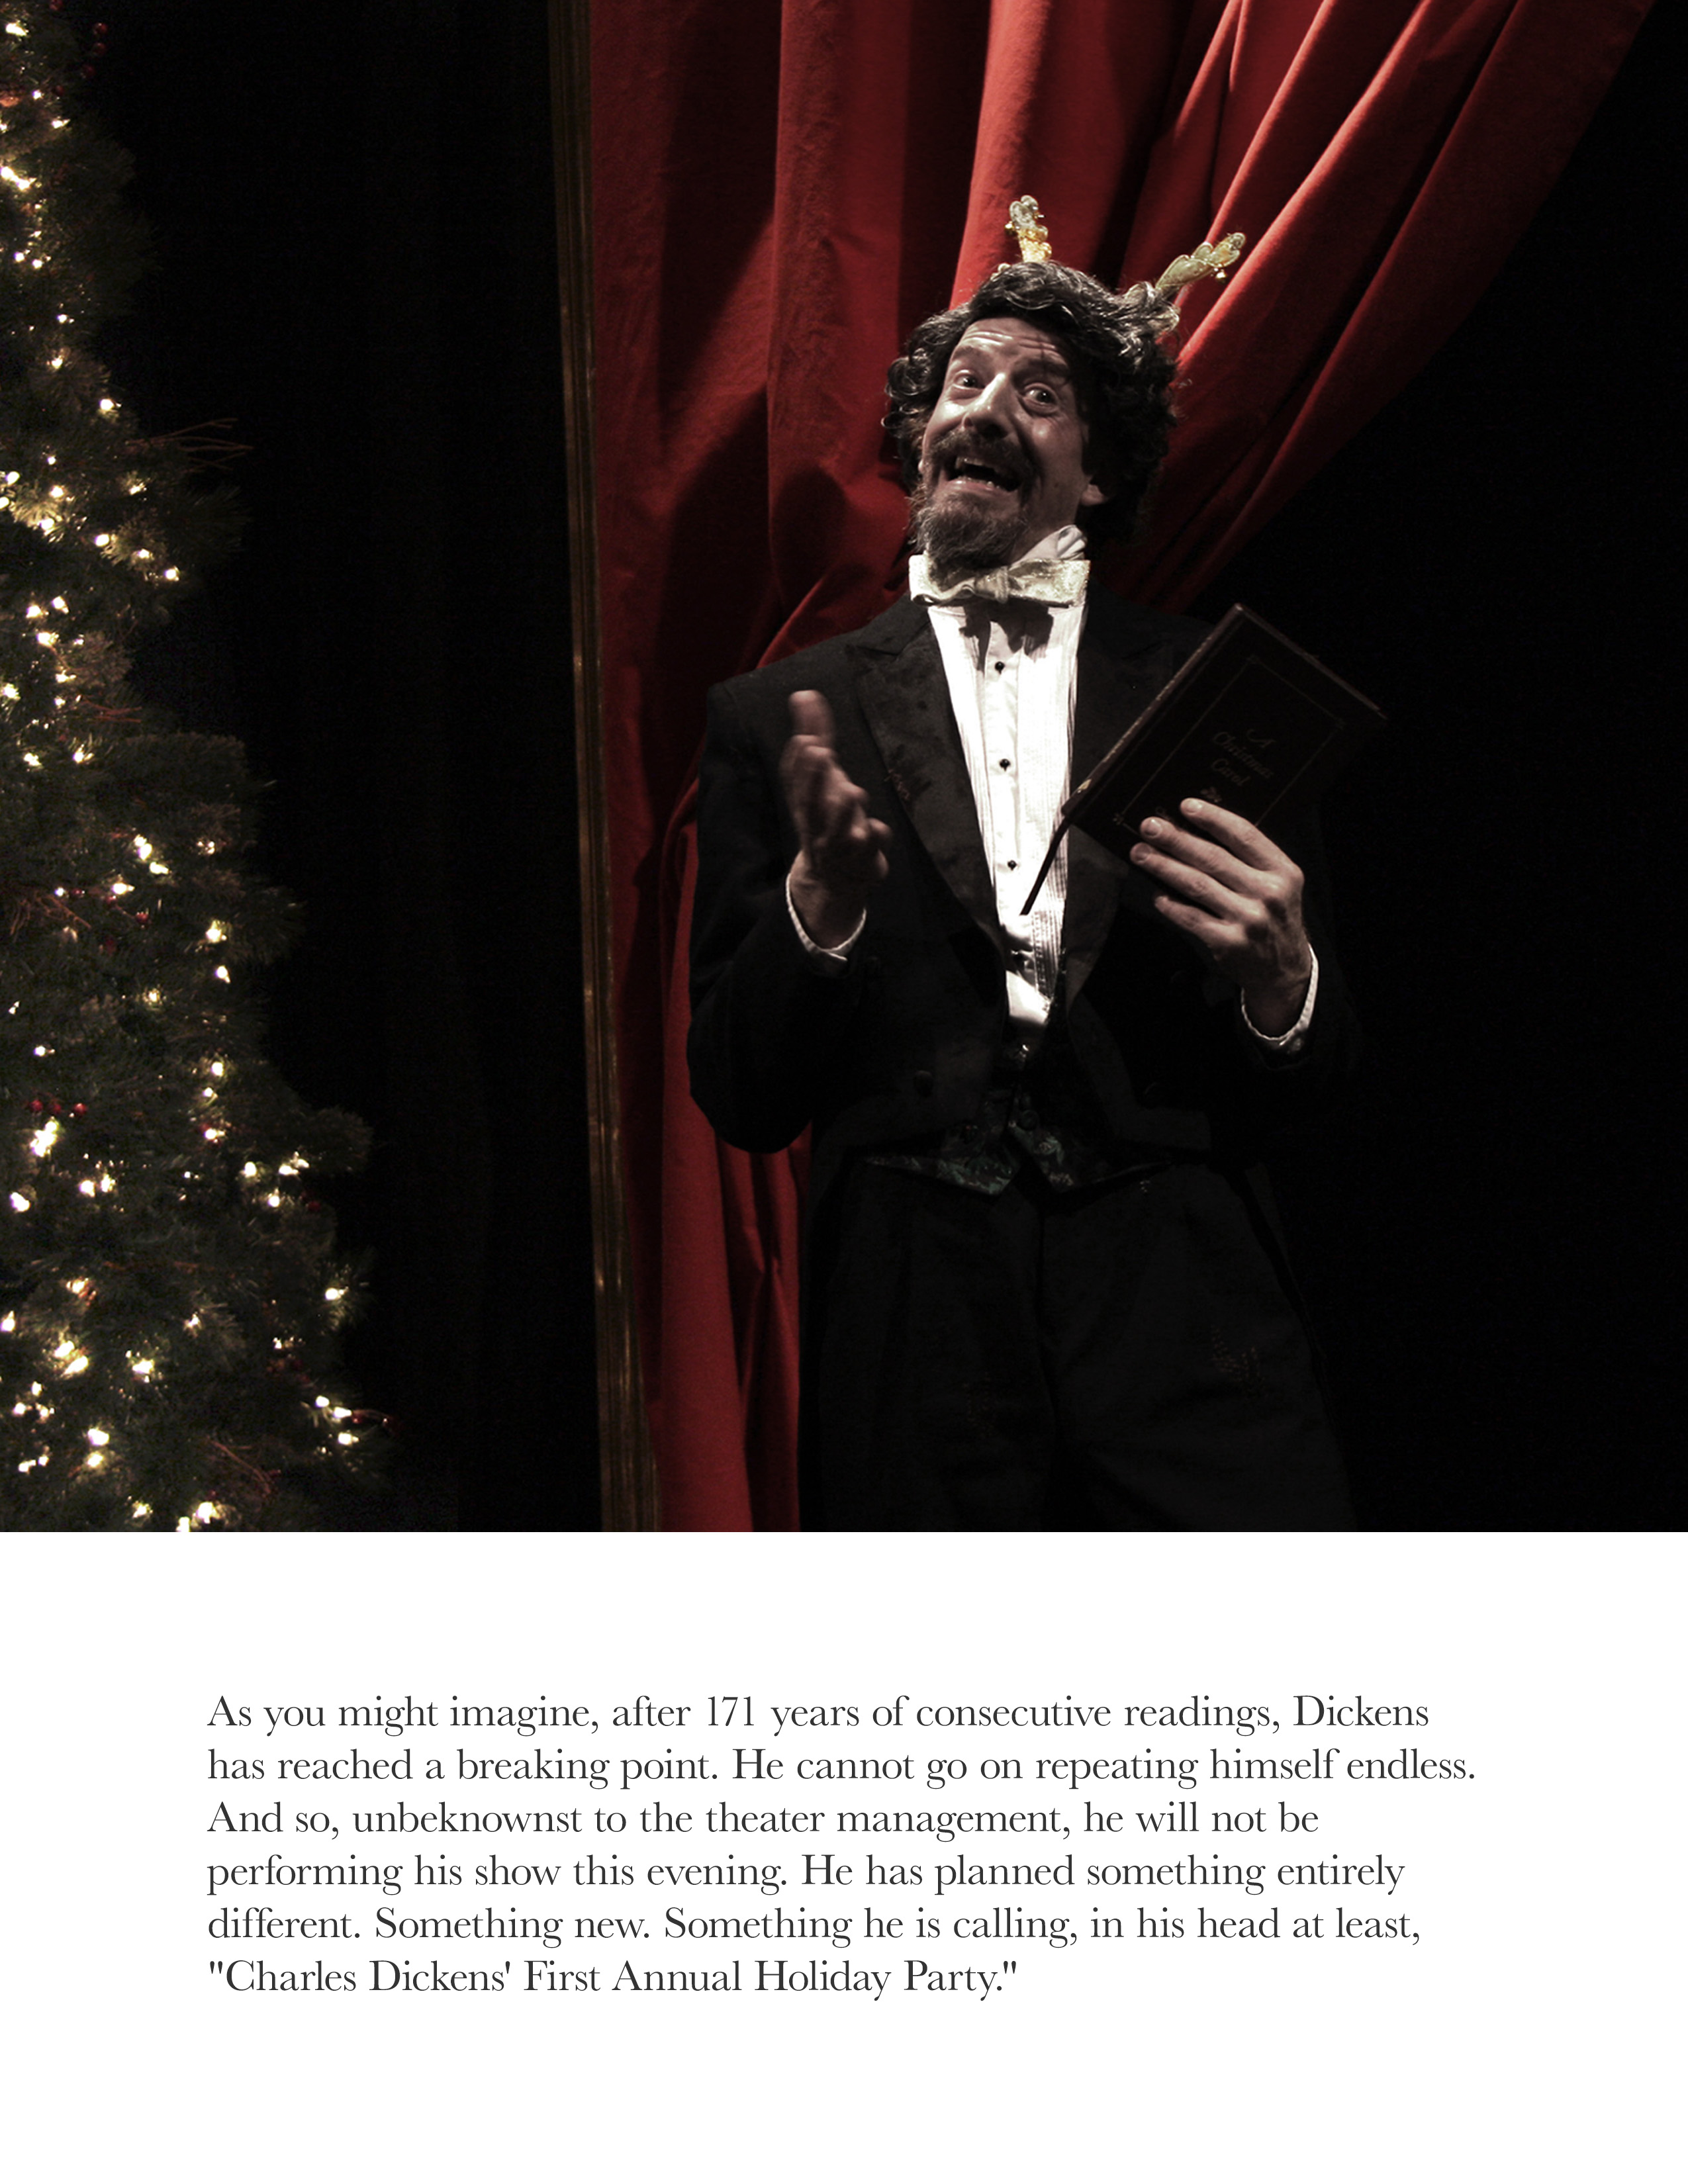 A
Christmas
Carol
As you might imagine, after 171 years of consecutive readings, Dickens
has reached a breaking point. He cannot go on repeating himself endless.
And so, unbeknownst to the theater management, he will not be
performing his show this evening. He has planned something entirely
different. Something new. Something he is calling, in his head at least,
"Charles Dickens' First Annual Holiday Party."